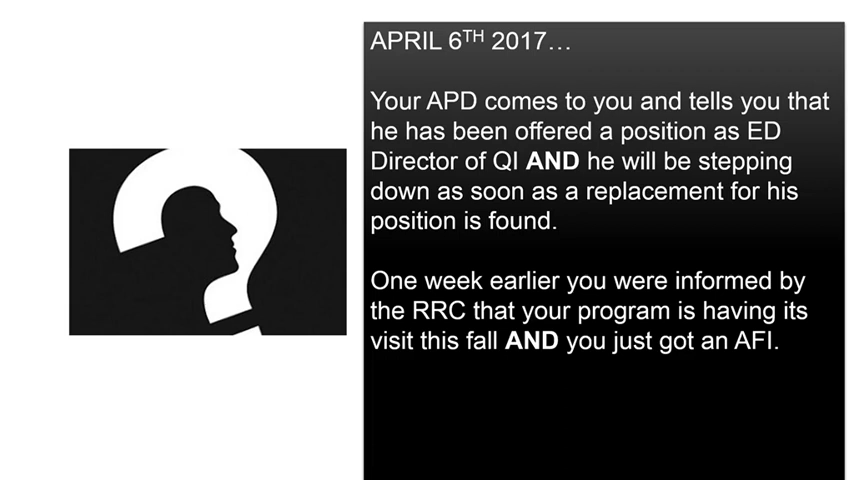 APRIL 6TH 2017…
Your APD comes to you and tells you that
he has been offered a position as ED
Director of QI AND he will be stepping
down as soon as a replacement for his
position is found.
One week earlier you were informed by
the RRC that your program is having its
visit this fall AND you just got an AFI.